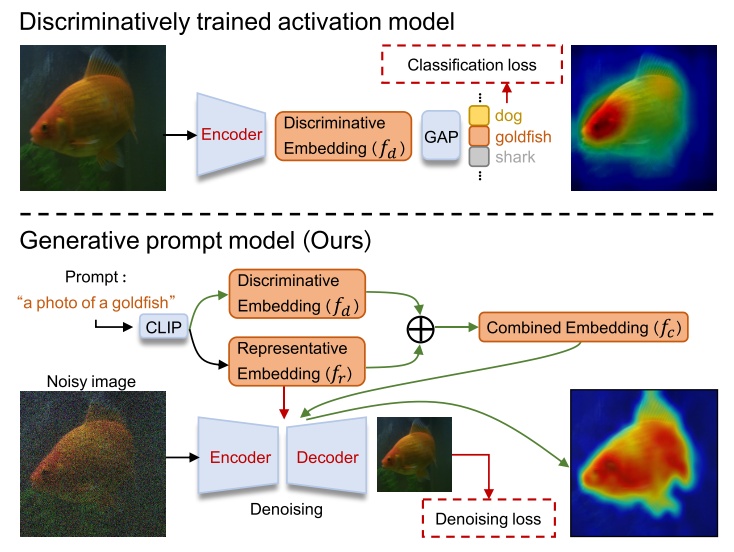 Discriminatively trained activation model
Classification loss
Encoder
Discriminative
Embedding (f_d)
GAP
...
dog
goldfish
shark
...
Generative prompt model (Ours)
Prompt :
“a photo of a goldfish”
CLIP
Discriminative
Embedding (f_d)
Representative
Embedding (f_r)
Combined Embedding (f_c)
Noisy image
Encoder
Decoder
Denoising
Denoising loss